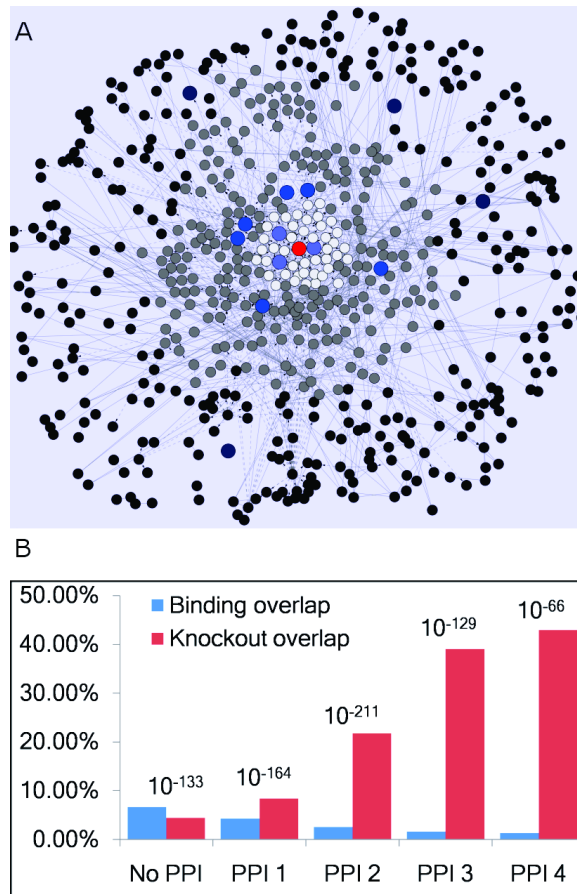 A
B
50.00%
40.00%
30.00%
20.00%
10.00%
0.00%
Binding overlap
Knockout overlap
10-133
10-164
10-211
10-129
10-66
No PPI
PPI 1
PPI 2
PPI 3
PPI 4